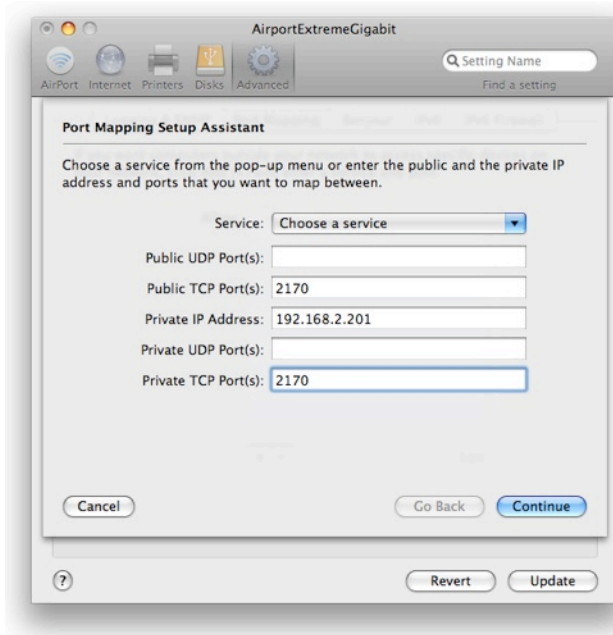 AirportExtremeGigabit
Setting Name
AirPort Internet Printers Disks Advanced Find a setting
Port Mapping Setup Assistant
Choose a service from the pop-up menu or enter the public and the private IP
address and ports that you want to map between.
Service: Choose a service
Public UDP Port(s):
Public TCP Port(s): 2170
Private IP Address: 192.168.2.201
Private UDP Port(s):
Private TCP Port(s): 2170
Cancel Go Back Continue
? Revert Update